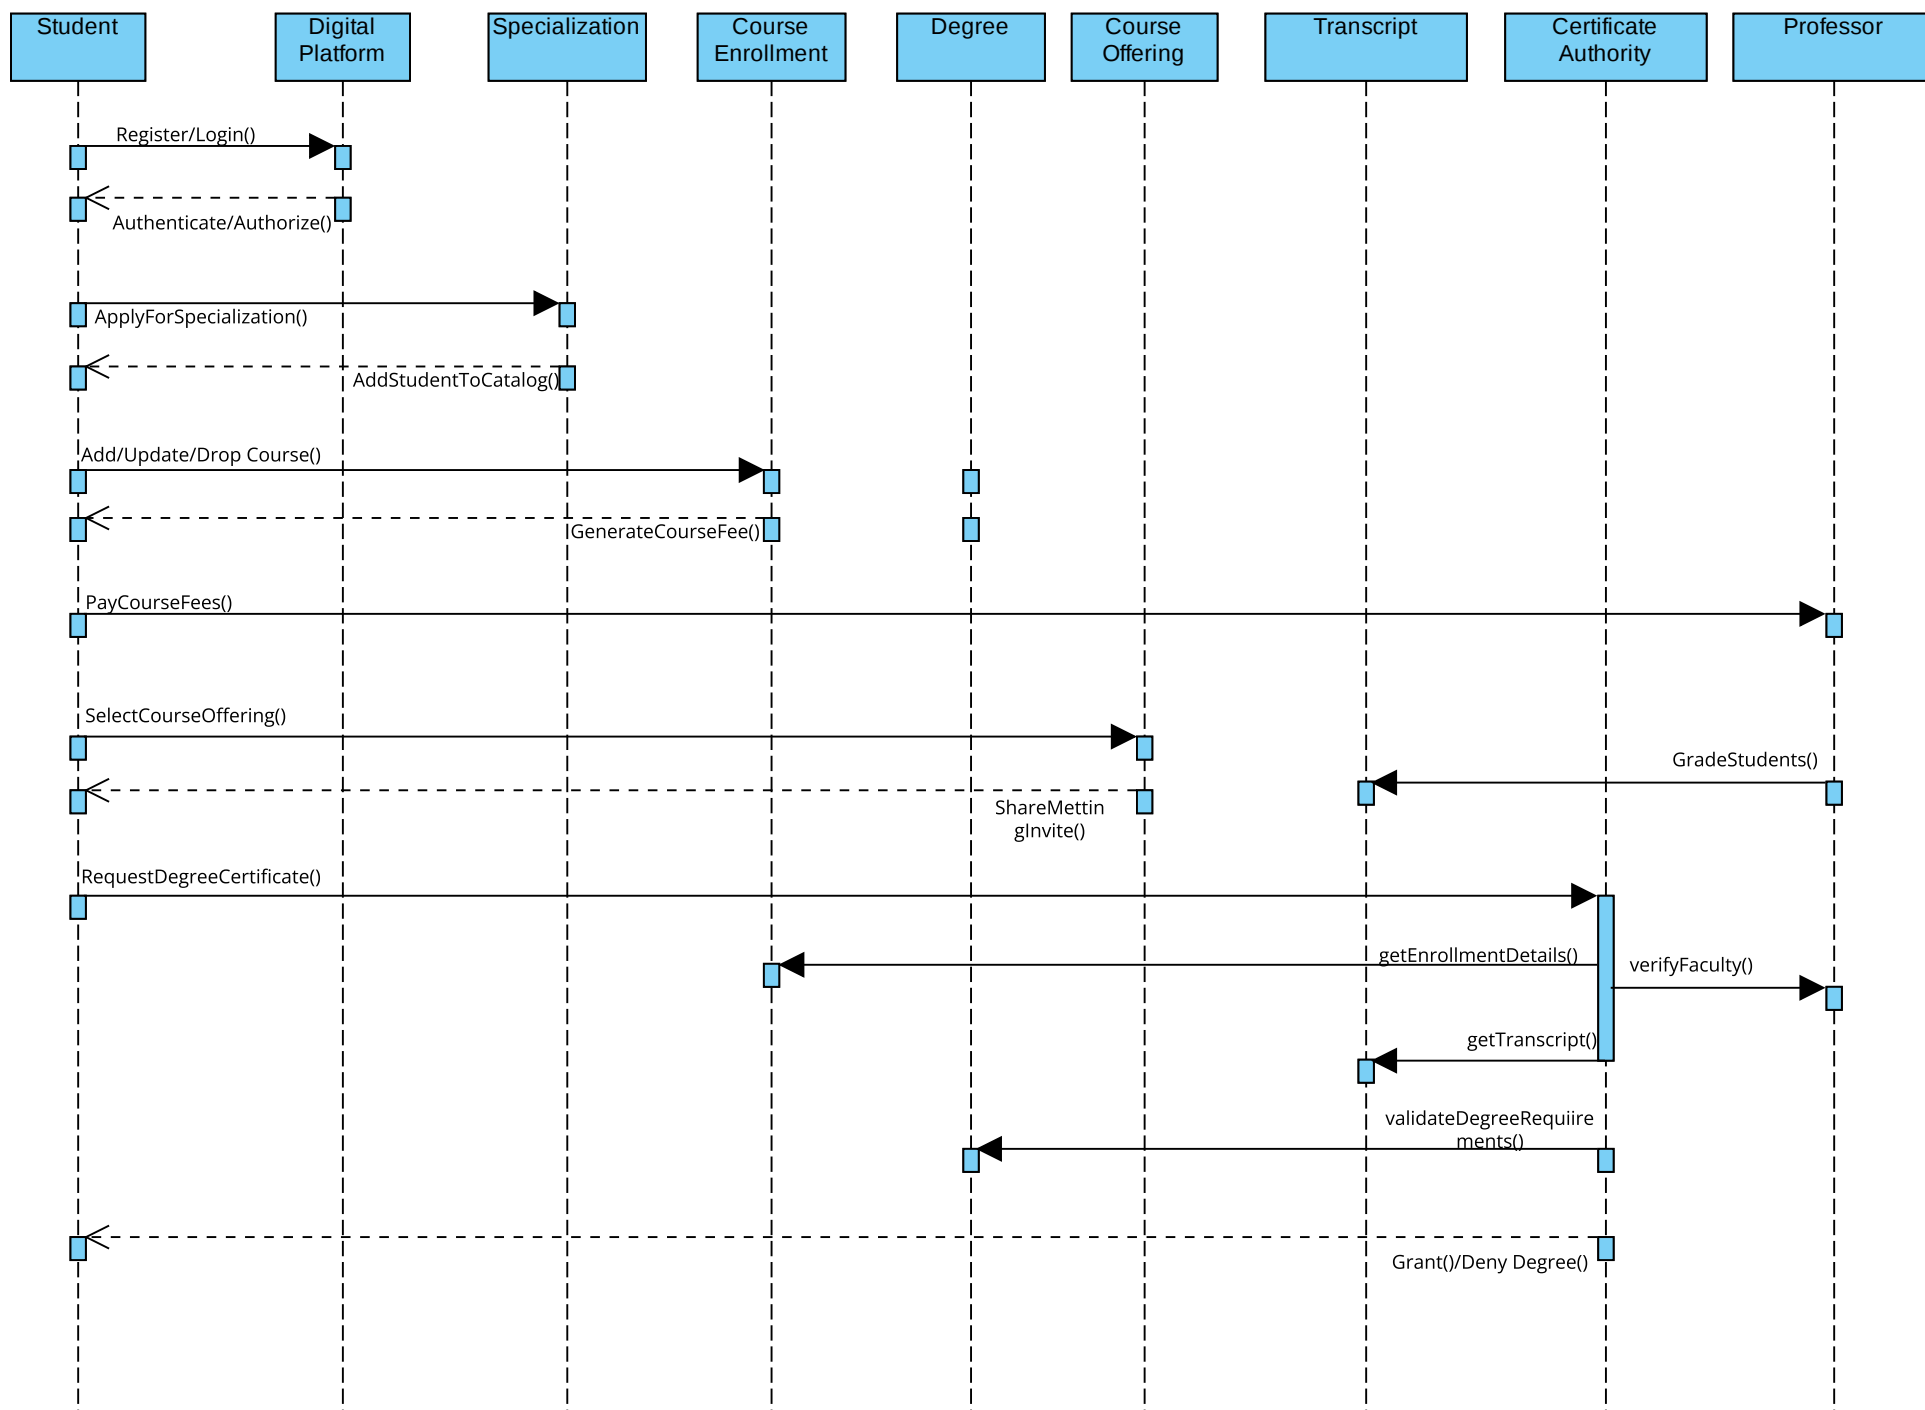 Student
Digital
Platform
Specialization
Course
Enrollment
Degree
Course
Offering
Transcript
Certificate
Authority
Professor
Register/Login()
Authenticate/Authorize()
ApplyForSpecialization()
AddStudentToCatalog()
Add/Update/Drop Course()
GenerateCourseFee()
PayCourseFees()
SelectCourseOffering()
GradeStudents()
ShareMettin
gInvite()
RequestDegreeCertificate()
getEnrollmentDetails()
verifyFaculty()
getTranscript()
validateDegreeRequiire
ments()
Grant()/Deny Degree()